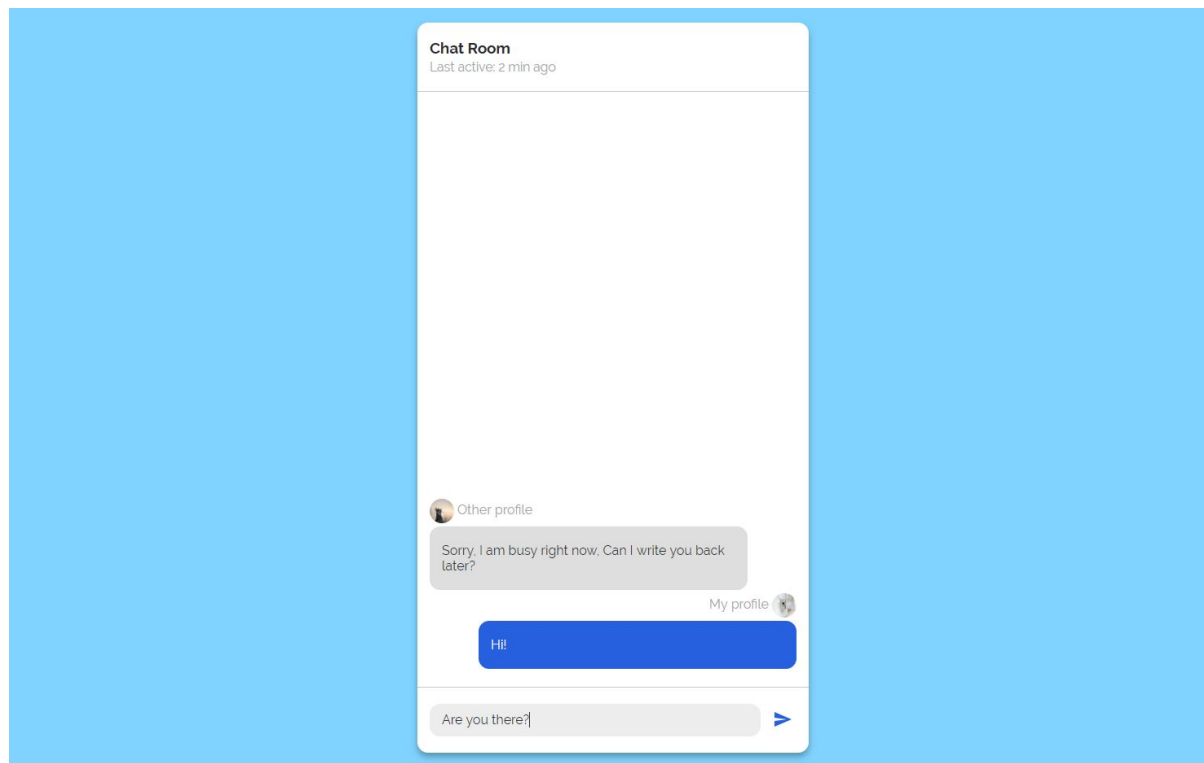 Chat Room
Last active: 2 min ago
Other profile
Sorry, I am busy right now, Can I write you back
later?
My profile
Hi!
Are you there?